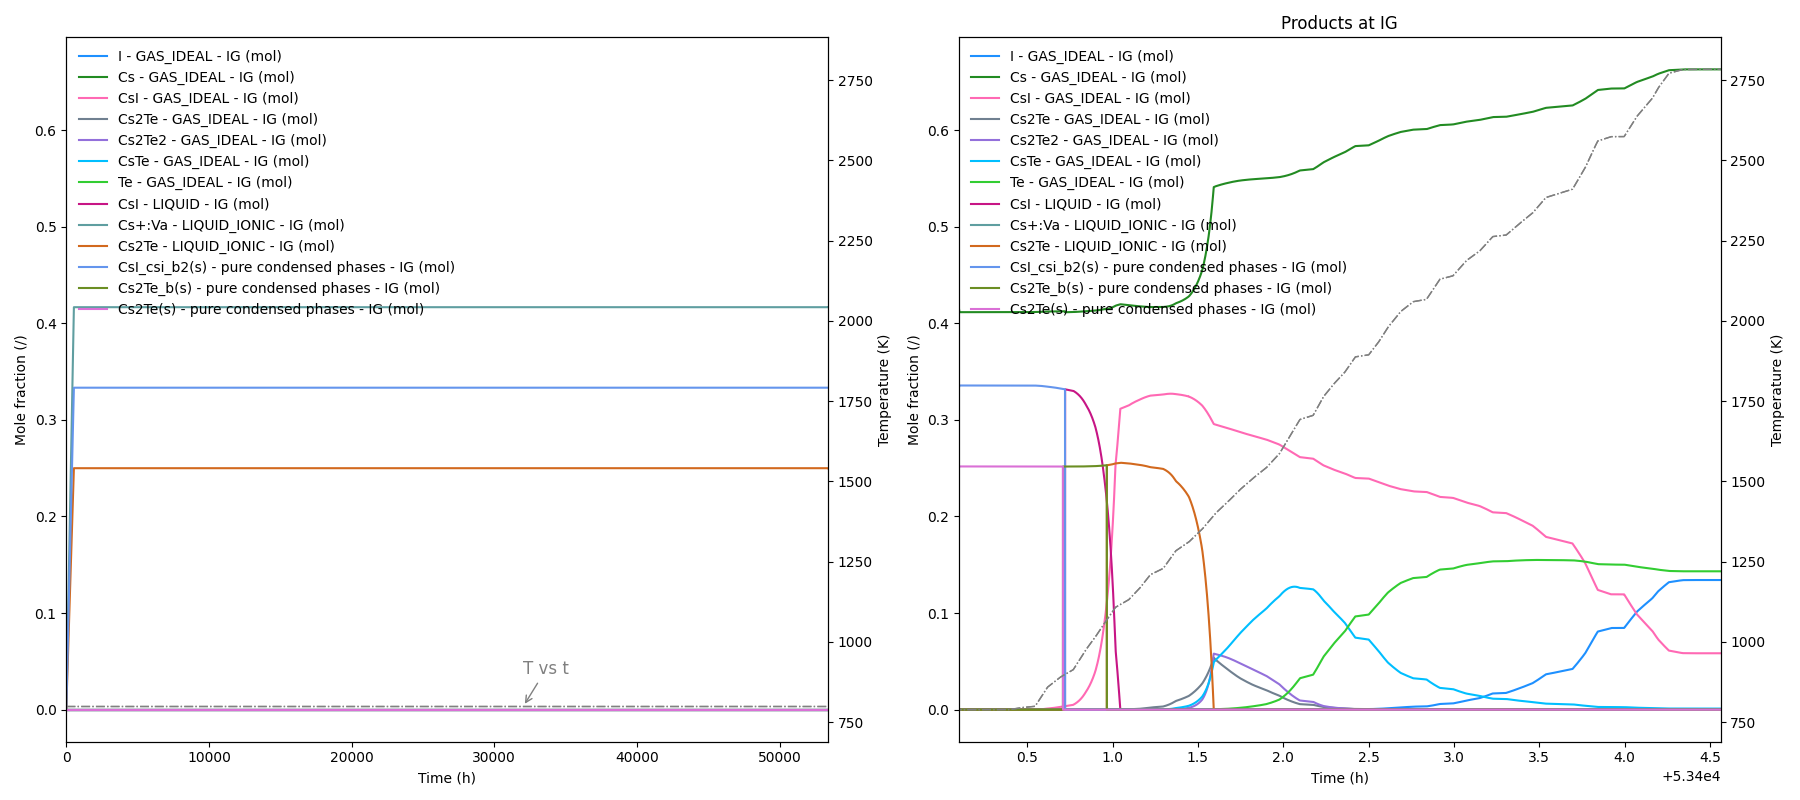 I - GAS_IDEAL - IG (mol)
Cs - GAS_IDEAL - IG (mol)
CsI - GAS_IDEAL - IG (mol)
Cs2Te - GAS_IDEAL - IG (mol)
Cs2Te2 - GAS_IDEAL - IG (mol)
CsTe - GAS_IDEAL - IG (mol)
Te - GAS_IDEAL - IG (mol)
CsI - LIQUID - IG (mol)
Cs+:Va - LIQUID_IONIC - IG (mol)
Cs2Te - LIQUID_IONIC - IG (mol)
CsI_csi_b2(s) - pure condensed phases - IG (mol)
Cs2Te_b(s) - pure condensed phases - IG (mol)
Cs2Te(s) - pure condensed phases - IG (mol)
T vs t
0.6
0.5
0.4
0.3
0.2
0.1
0.0
Mole fraction (/)
2750
2500
2250
2000
1750
1500
1250
1000
750
Temperature (K)
0 10000 20000 30000 40000 50000
Time (h)
Products at IG
I - GAS_IDEAL - IG (mol)
Cs - GAS_IDEAL - IG (mol)
CsI - GAS_IDEAL - IG (mol)
Cs2Te - GAS_IDEAL - IG (mol)
Cs2Te2 - GAS_IDEAL - IG (mol)
CsTe - GAS_IDEAL - IG (mol)
Te - GAS_IDEAL - IG (mol)
CsI - LIQUID - IG (mol)
Cs+:Va - LIQUID_IONIC - IG (mol)
Cs2Te - LIQUID_IONIC - IG (mol)
CsI_csi_b2(s) - pure condensed phases - IG (mol)
Cs2Te_b(s) - pure condensed phases - IG (mol)
Cs2Te(s) - pure condensed phases - IG (mol)
0.6
0.5
0.4
0.3
0.2
0.1
0.0
Mole fraction (/)
2750
2500
2250
2000
1750
1500
1250
1000
750
Temperature (K)
0.5 1.0 1.5 2.0 2.5 3.0 3.5 4.0 4.5
Time (h)
+5.34e4